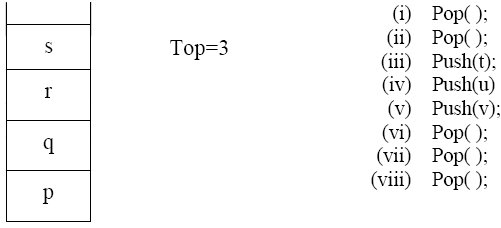 s
r
q
p
Top=3
(i) Pop( );
(ii) Pop( );
(iii) Push(t);
(iv) Push(u)
(v) Push(v);
(vi) Pop( );
(vii) Pop( );
(viii) Pop( );